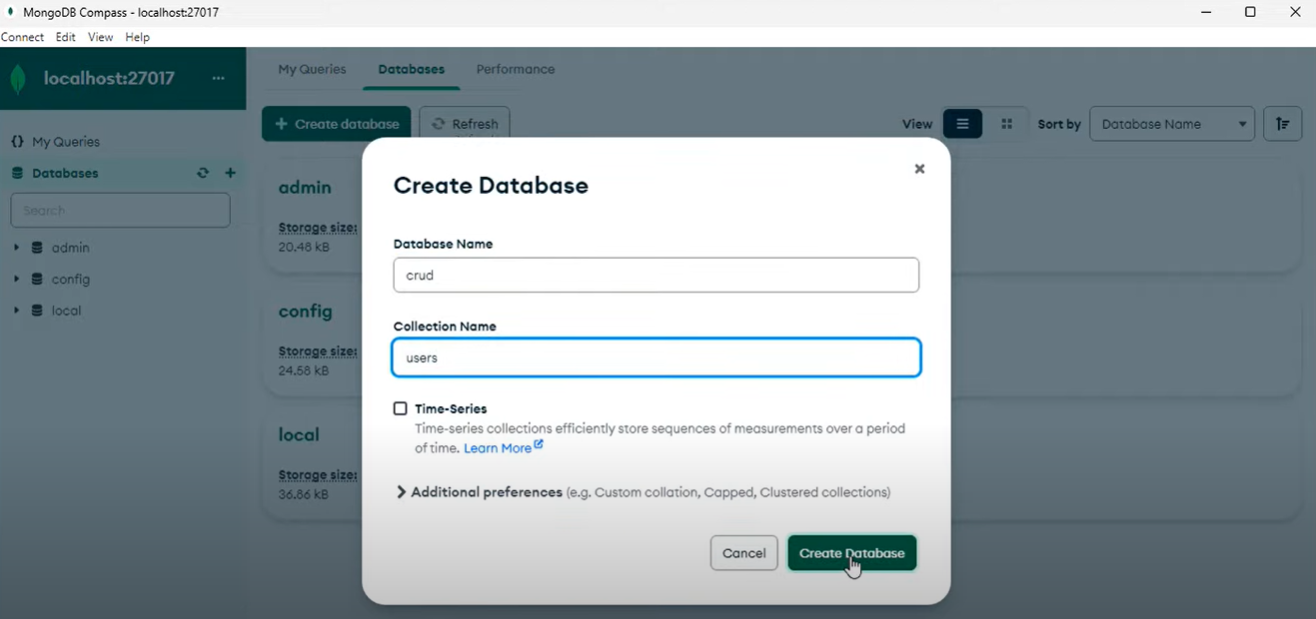 MongoDB Compass - localhost:27017
Connect Edit View Help
localhost:27017 ...
My Queries Databases Performance
+ Create database Refresh
View Sort by Database Name
{} My Queries
Databases
Search
admin
config
local
admin
Storage size:
20.48 kB
config
Storage size:
24.58 kB
local
Storage size:
36.86 kB
Create Database
Database Name
crud
Collection Name
users
Time-Series
Time-series collections efficiently store sequences of measurements over a period
of time. Learn More
Additional preferences (e.g. Custom collation, Capped, Clustered collections)
Cancel Create Database